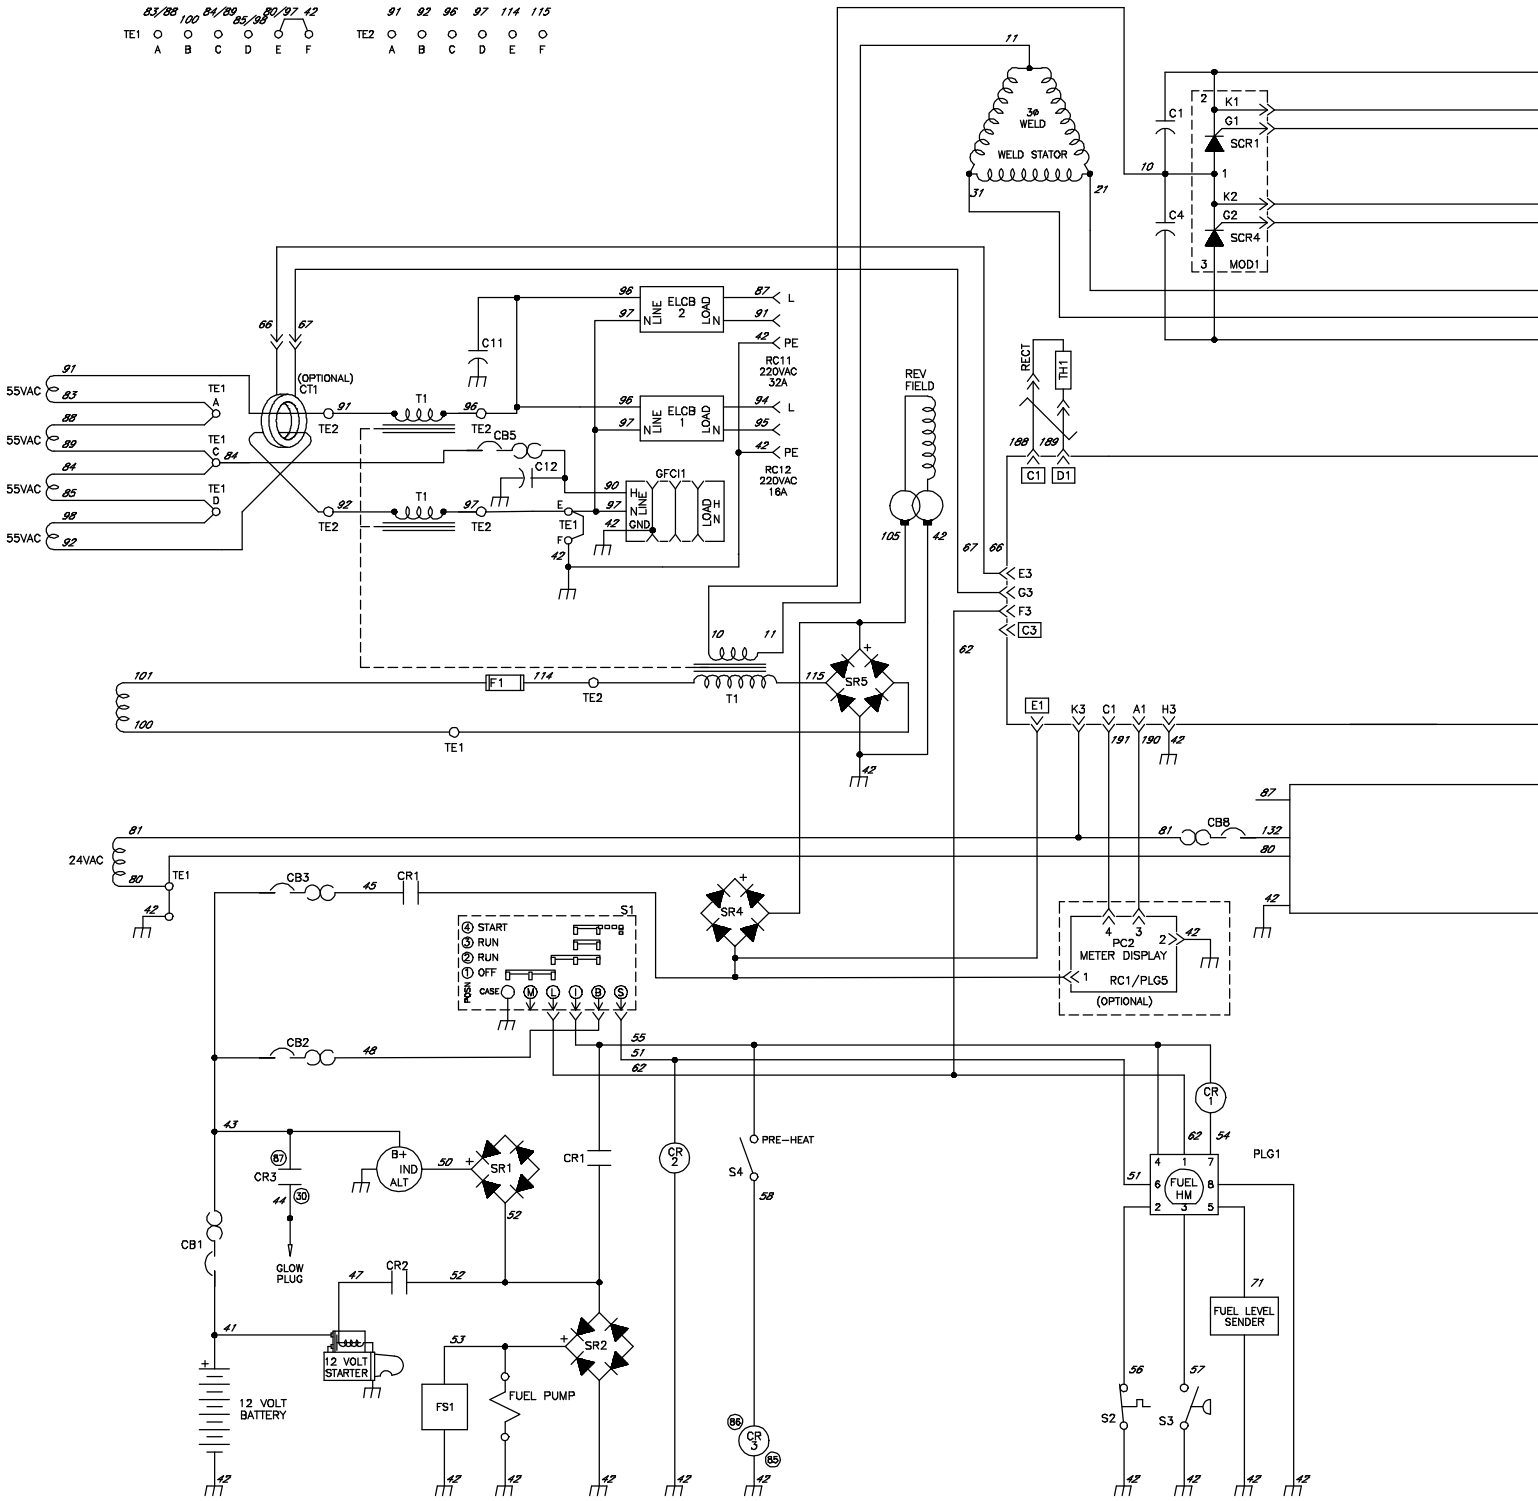 83/88 100 84/89 85/98 80/97 42
TE1
A B C D E F
91 92 96 97 114 115
TE2
A B C D E F
11
3ø
WELD
WELD STATOR
31
21
C1
10
C4
2
K1
G1
SCR1
1
K2
G2
SCR4
3
MOD1
66
67
(OPTIONAL)
CT1
55VAC
91
83
TE1
A
88
55VAC
89
TE1
C
84
84
55VAC
85
TE1
D
98
55VAC
92
91
TE2
T1
96
TE2
92
TE2
T1
97
TE2
C11
CB5
C12
E
TE1
F
42
96
97
N
LINE
ELCB
2
LOAD
N
87
L
91
42
PE
RC11
220VAC
32A
96
97
N
LINE
ELCB
1
LOAD
N
94
L
95
42
PE
RC12
220VAC
16A
GFCI1
90
97
42
H
N
LINE
GND
LOAD
H
N
REV
FIELD
105
42
RECT
TH1
188
189
C1
D1
67
66
E3
G3
F3
C3
62
10
11
101
F1
114
TE2
T1
115
+
SR5
100
TE1
42
E1
K3
C1
A1
H3
191
190
42
81
24VAC
80
TE1
42
81
CB8
87
132
80
42
CB3
45
CR1
+
SR4
S1
4 START
3 RUN
2 RUN
1 OFF
POSN
CASE
M L I B S
4
3
PC2
METER DISPLAY
2
42
1
RC1/PLG5
(OPTIONAL)
CB2
48
55
51
62
CR
1
43
87
CR3
30
44
GLOW
PLUG
B+
IND
ALT
50
+
SR1
52
CR1
CR
2
PRE-HEAT
S4
58
62
54
PLG1
51
4 1 7
6 FUEL 8
HM
2 3 5
CB1
47
CR2
52
41
12 VOLT
STARTER
+
12 VOLT
BATTERY
53
+
SR2
FS1
FUEL PUMP
71
FUEL LEVEL
SENDER
56
57
S2
S3
86
CR
3
85
42 42 42 42 42 42 42 42 42 42